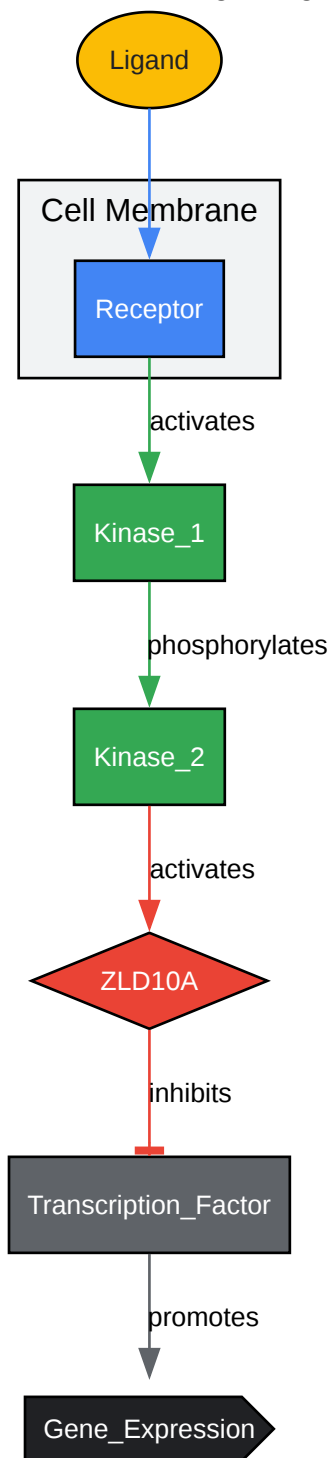 Ligand
Cell Membrane
Receptor
activates
Kinase_1
phosphorylates
Kinase_2
activates
ZLD10A
inhibits
Transcription_Factor
promotes
Gene_Expression